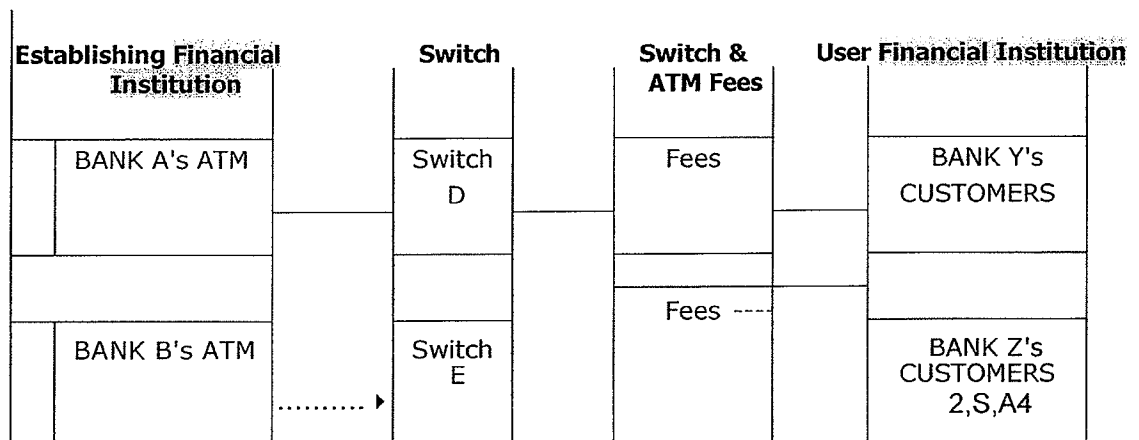 Establishing Financial
Institution
Switch
Switch &
ATM Fees
User Financial Institution
BANK A's ATM
Switch
D
Fees
BANK Y's
CUSTOMERS
Fees ----
BANK B's ATM
Switch
E
BANK Z's
CUSTOMERS
2,S,A4